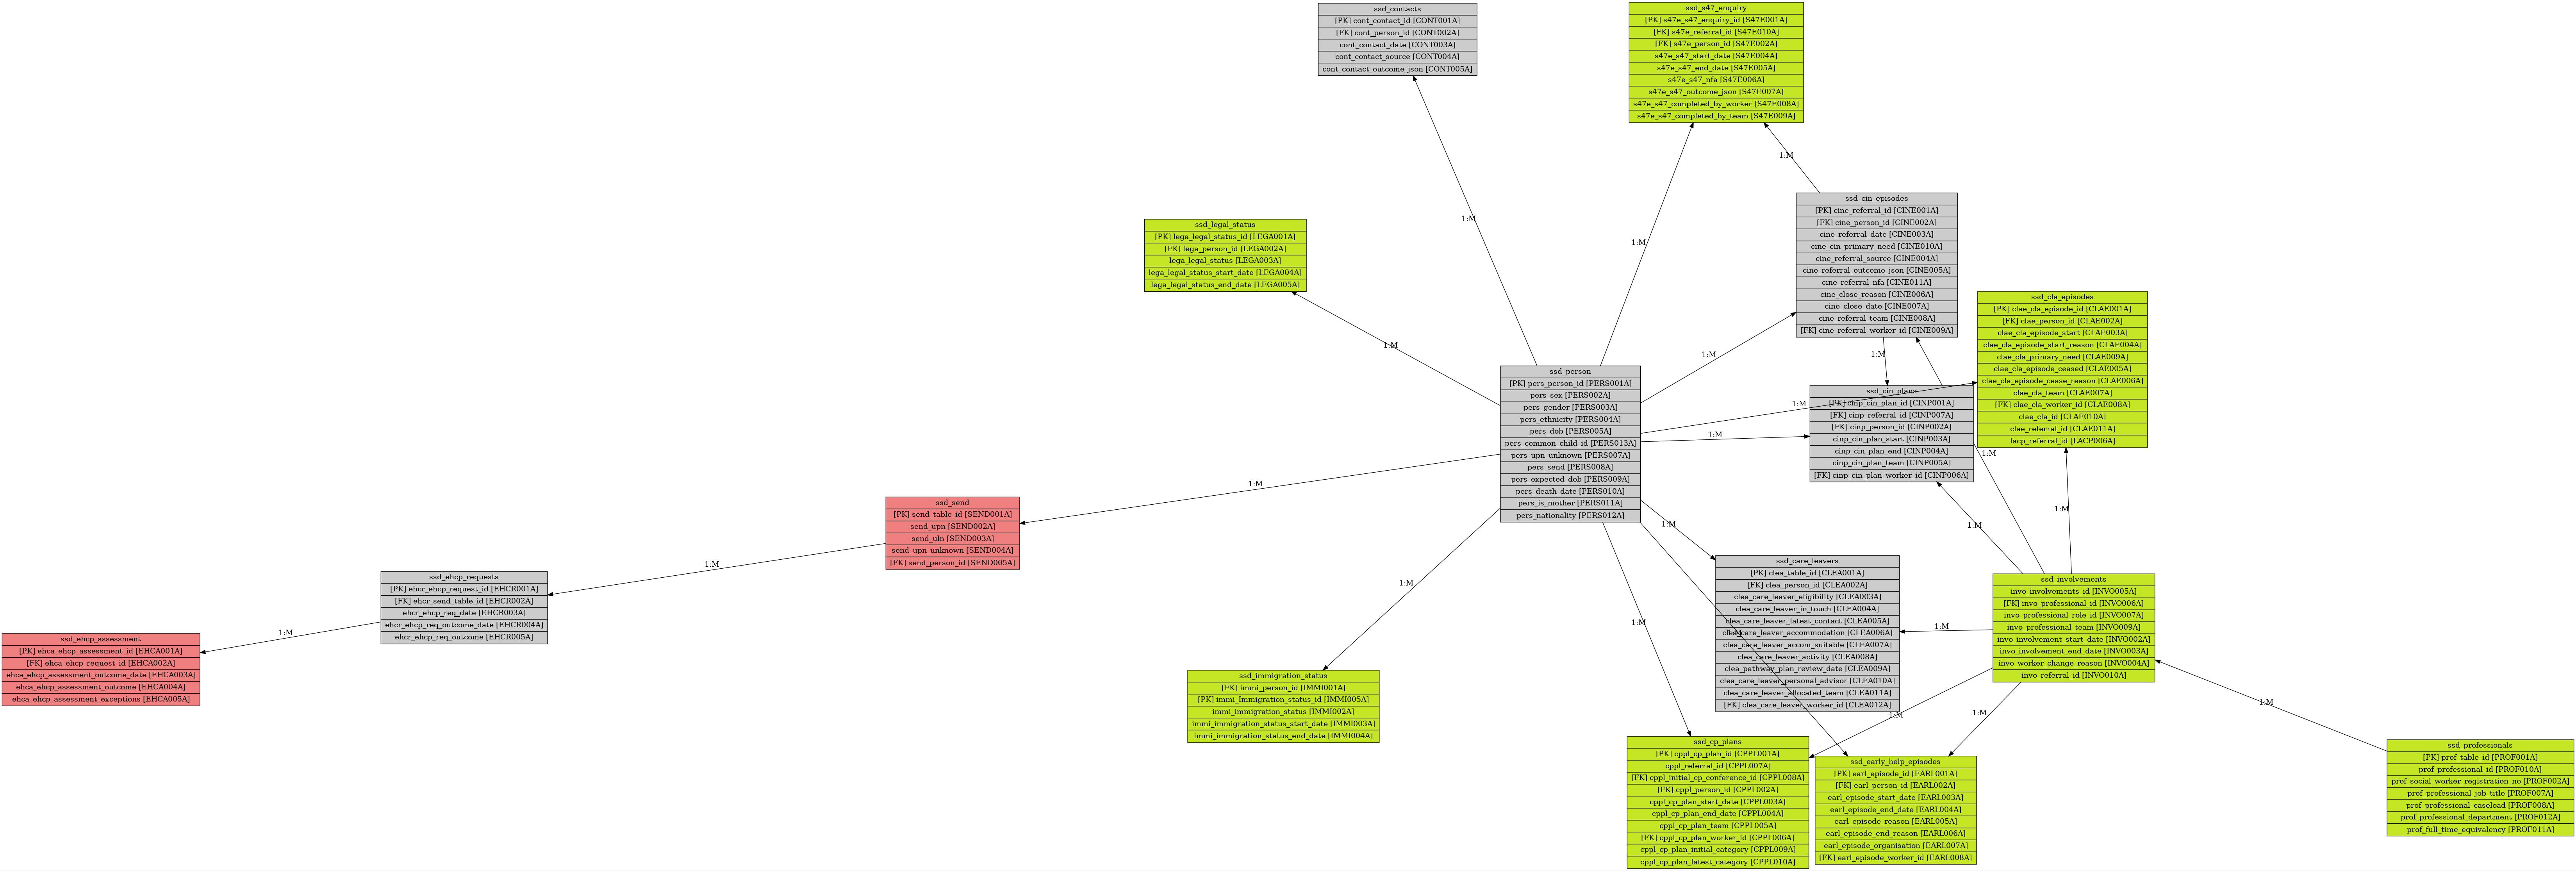 ssd_contacts
[PK] cont_contact_id [CONT001A]
[FK] cont_person_id [CONT002A]
cont_contact_date [CONT003A]
cont_contact_source [CONT004A]
cont_contact_outcome_json [CONT005A]
ssd_s47_enquiry
[PK] s47e_s47_enquiry_id [S47E001A]
[FK] s47e_referral_id [S47E010A]
[FK] s47e_person_id [S47E002A]
s47e_s47_start_date [S47E004A]
s47e_s47_end_date [S47E005A]
s47e_s47_nfa [S47E006A]
s47e_s47_outcome_json [S47E007A]
s47e_s47_completed_by_worker [S47E008A]
s47e_s47_completed_by_team [S47E009A]
1:M
ssd_cin_episodes
[PK] cine_referral_id [CINE001A]
[FK] cine_person_id [CINE002A]
cine_referral_date [CINE003A]
cine_cin_primary_need [CINE010A]
cine_referral_source [CINE004A]
cine_referral_outcome_json [CINE005A]
cine_referral_nfa [CINE011A]
cine_close_reason [CINE006A]
cine_close_date [CINE007A]
cine_referral_team [CINE008A]
[FK] cine_referral_worker_id [CINE009A]
1:M
1:M
ssd_legal_status
[PK] lega_legal_status_id [LEGA001A]
[FK] lega_person_id [LEGA002A]
lega_legal_status [LEGA003A]
lega_legal_status_start_date [LEGA004A]
lega_legal_status_end_date [LEGA005A]
1:M
1:M
1:M
ssd_cla_episodes
[PK] clae_cla_episode_id [CLAE001A]
[FK] clae_person_id [CLAE002A]
clae_cla_episode_start [CLAE003A]
clae_cla_episode_start_reason [CLAE004A]
clae_cla_primary_need [CLAE009A]
clae_cla_episode_ceased [CLAE005A]
clae_cla_episode_cease_reason [CLAE006A]
clae_cla_team [CLAE007A]
[FK] clae_cla_worker_id [CLAE008A]
clae_cla_id [CLAE010A]
clae_referral_id [CLAE011A]
lacp_referral_id [LACP006A]
ssd_person
[PK] pers_person_id [PERS001A]
pers_sex [PERS002A]
pers_gender [PERS003A]
pers_ethnicity [PERS004A]
pers_dob [PERS005A]
pers_common_child_id [PERS013A]
pers_upn_unknown [PERS007A]
pers_send [PERS008A]
pers_expected_dob [PERS009A]
pers_death_date [PERS010A]
pers_is_mother [PERS011A]
pers_nationality [PERS012A]
1:M
1:M
ssd_cin_plans
[PK] cinp_cin_plan_id [CINP001A]
[FK] cinp_referral_id [CINP007A]
[FK] cinp_person_id [CINP002A]
cinp_cin_plan_start [CINP003A]
cinp_cin_plan_end [CINP004A]
cinp_cin_plan_team [CINP005A]
[FK] cinp_cin_plan_worker_id [CINP006A]
1:M
1:M
1:M
1:M
1:M
ssd_send
[PK] send_table_id [SEND001A]
send_upn [SEND002A]
send_uln [SEND003A]
send_upn_unknown [SEND004A]
[FK] send_person_id [SEND005A]
1:M
ssd_ehcp_requests
[PK] ehcr_ehcp_request_id [EHCR001A]
[FK] ehcr_send_table_id [EHCR002A]
ehcr_ehcp_req_date [EHCR003A]
ehcr_ehcp_req_outcome_date [EHCR004A]
ehcr_ehcp_req_outcome [EHCR005A]
1:M
ssd_ehcp_assessment
[PK] ehca_ehcp_assessment_id [EHCA001A]
[FK] ehca_ehcp_request_id [EHCA002A]
ehca_ehcp_assessment_outcome_date [EHCA003A]
ehca_ehcp_assessment_outcome [EHCA004A]
ehca_ehcp_assessment_exceptions [EHCA005A]
1:M
1:M
ssd_care_leavers
[PK] clea_table_id [CLEA001A]
[FK] clea_person_id [CLEA002A]
clea_care_leaver_eligibility [CLEA003A]
clea_care_leaver_in_touch [CLEA004A]
clea_care_leaver_latest_contact [CLEA005A]
clea_care_leaver_accommodation [CLEA006A]
1:M
clea_care_leaver_accom_suitable [CLEA007A]
clea_care_leaver_activity [CLEA008A]
clea_pathway_plan_review_date [CLEA009A]
clea_care_leaver_personal_advisor [CLEA010A]
clea_care_leaver_allocated_team [CLEA011A]
[FK] clea_care_leaver_worker_id [CLEA012A]
1:M
ssd_involvements
invo_involvements_id [INVO005A]
[FK] invo_professional_id [INVO006A]
invo_professional_role_id [INVO007A]
invo_professional_team [INVO009A]
invo_involvement_start_date [INVO002A]
invo_involvement_end_date [INVO003A]
invo_worker_change_reason [INVO004A]
invo_referral_id [INVO010A]
1:M
1:M
1:M
ssd_immigration_status
[FK] immi_person_id [IMMI001A]
[PK] immi_Immigration_status_id [IMMI005A]
immi_immigration_status [IMMI002A]
immi_immigration_status_start_date [IMMI003A]
immi_immigration_status_end_date [IMMI004A]
ssd_cp_plans
[PK] cppl_cp_plan_id [CPPL001A]
cppl_referral_id [CPPL007A]
[FK] cppl_initial_cp_conference_id [CPPL008A]
[FK] cppl_person_id [CPPL002A]
cppl_cp_plan_start_date [CPPL003A]
cppl_cp_plan_end_date [CPPL004A]
cppl_cp_plan_team [CPPL005A]
[FK] cppl_cp_plan_worker_id [CPPL006A]
cppl_cp_plan_initial_category [CPPL009A]
cppl_cp_plan_latest_category [CPPL010A]
ssd_early_help_episodes
[PK] earl_episode_id [EARL001A]
[FK] earl_person_id [EARL002A]
earl_episode_start_date [EARL003A]
earl_episode_end_date [EARL004A]
earl_episode_reason [EARL005A]
earl_episode_end_reason [EARL006A]
earl_episode_organisation [EARL007A]
[FK] earl_episode_worker_id [EARL008A]
ssd_professionals
[PK] prof_table_id [PROF001A]
prof_professional_id [PROF010A]
prof_social_worker_registration_no [PROF002A]
prof_professional_job_title [PROF007A]
prof_professional_caseload [PROF008A]
prof_professional_department [PROF012A]
prof_full_time_equivalency [PROF011A]